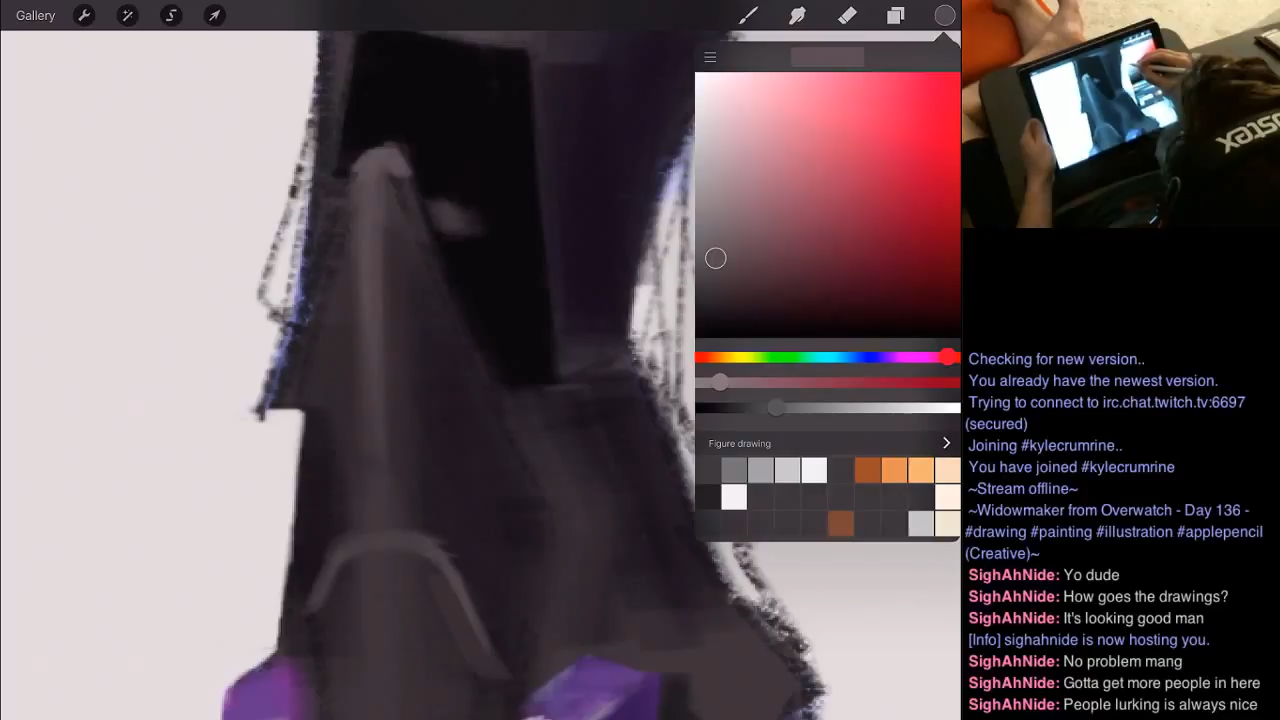 Gallery
Figure drawing
Checking for new version..
You already have the newest version.
Trying to connect to irc.chat.twitch.tv:6697
(secured)
Joining #kylecrumrine..
You have joined #kylecrumrine
~Stream offline~
~Widowmaker from Overwatch - Day 136 -
#drawing #painting #illustration #applepencil
(Creative)~
SighAhNide: Yo dude
SighAhNide: How goes the drawings?
SighAhNide: It's looking good man
[Info] sighahnide is now hosting you.
SighAhNide: No problem mang
SighAhNide: Gotta get more people in here
SighAhNide: People lurking is always nice